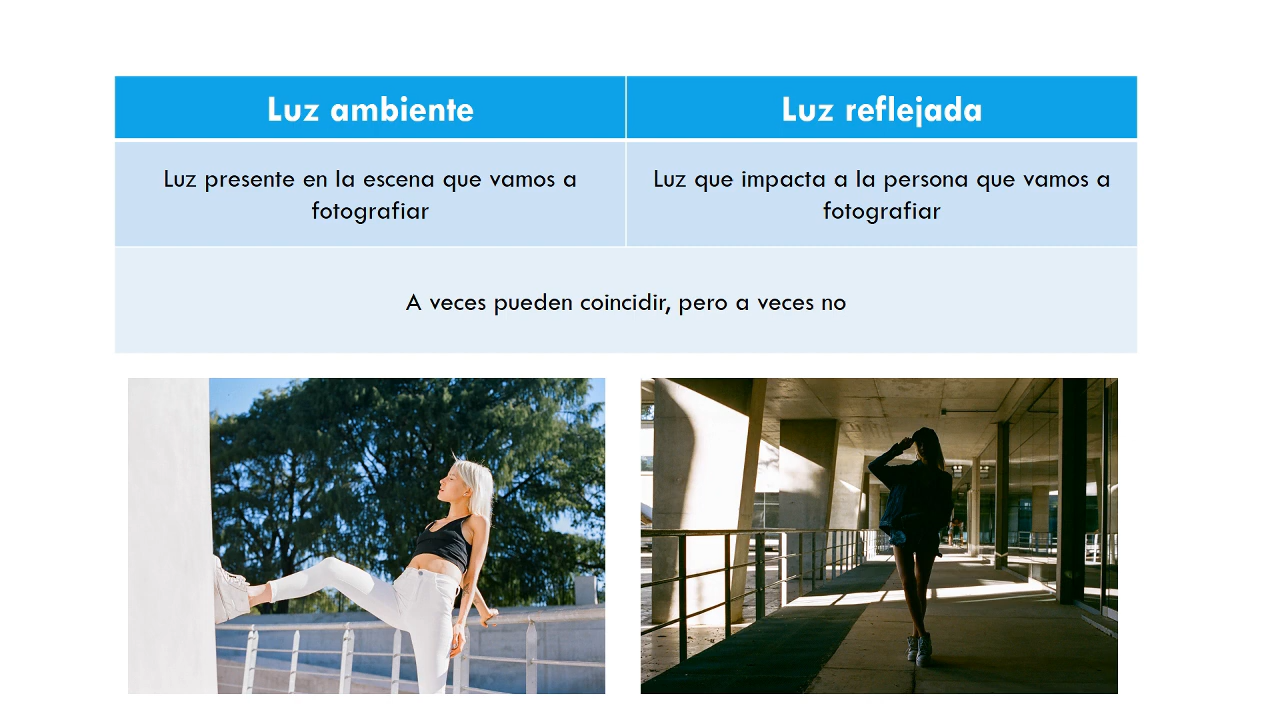 Luz ambiente
Luz reflejada
Luz presente en la escena que vamos a
fotografiar
Luz que impacta a la persona que vamos a
fotografiar
A veces pueden coincidir, pero a veces no